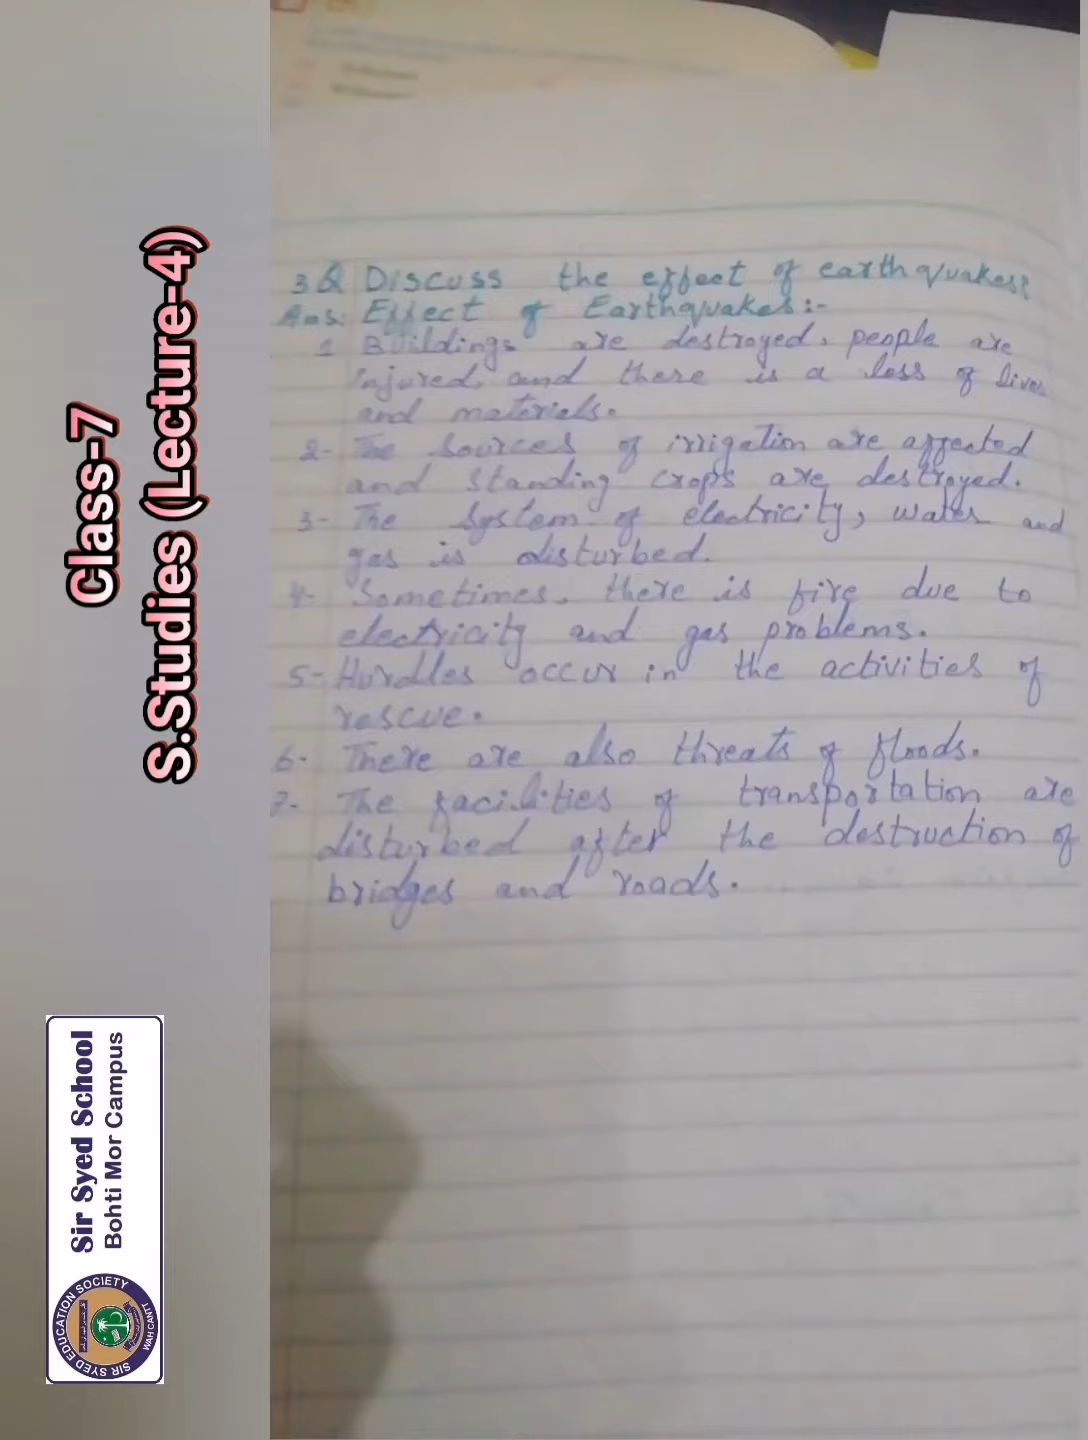 Class-7
S.Studies (Lecture-4)
Sir Syed School
Bohti Mor Campus
SIR SYED EDUCATION SOCIETY
WAH CANTT
3Q Discuss the effect of earthquakes?
Ans: Effect of Earthquakes:-
1 Buildings are destroyed, people are
injured, and there is a loss of lives
and materials.
2- The sources of irrigation are affected
and standing crops are destroyed.
3- The system of electricity, water and
gas is disturbed.
4- Sometimes, there is fire due to
electricity and gas problems.
5- Hurdles occur in the activities of
rescue.
6- There are also threats of floods.
7- The facilities of transportation are
disturbed after the destruction of
bridges and roads.